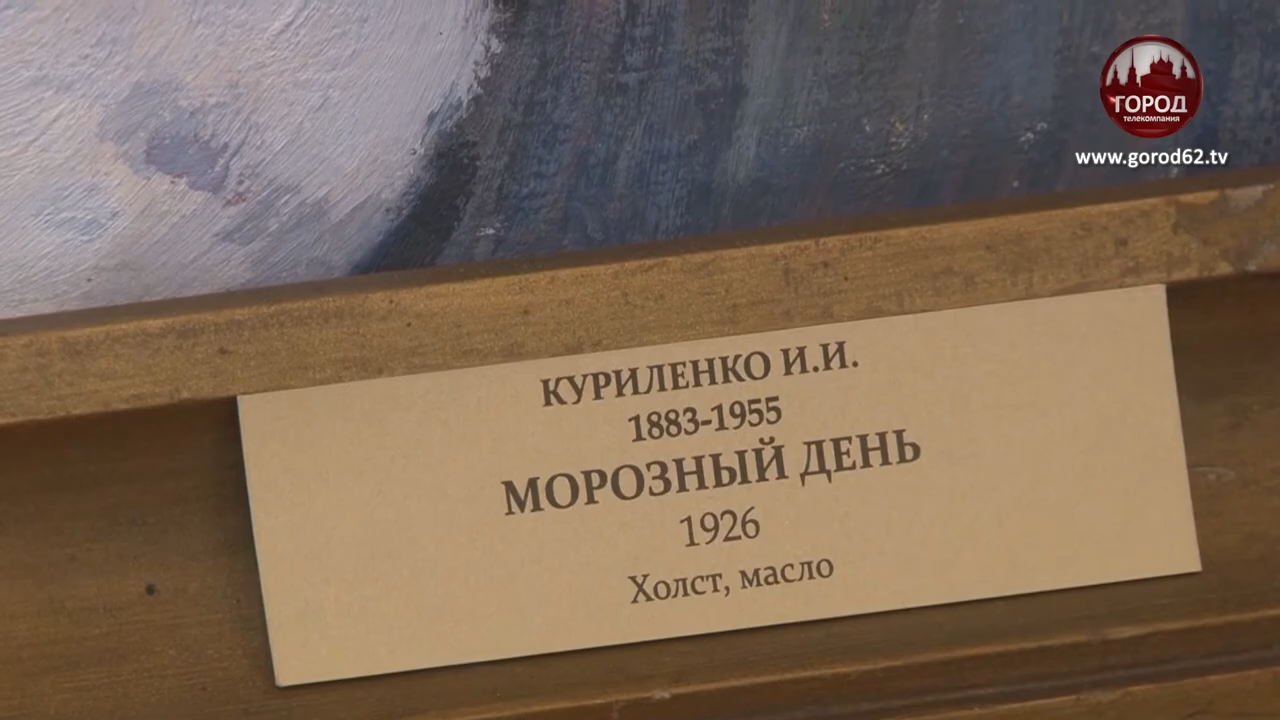 ГОРОД
телекомпания
www.gorod62.tv
КУРИЛЕНКО И.И.
1883-1955
МОРОЗНЫЙ ДЕНЬ
1926
Холст, масло